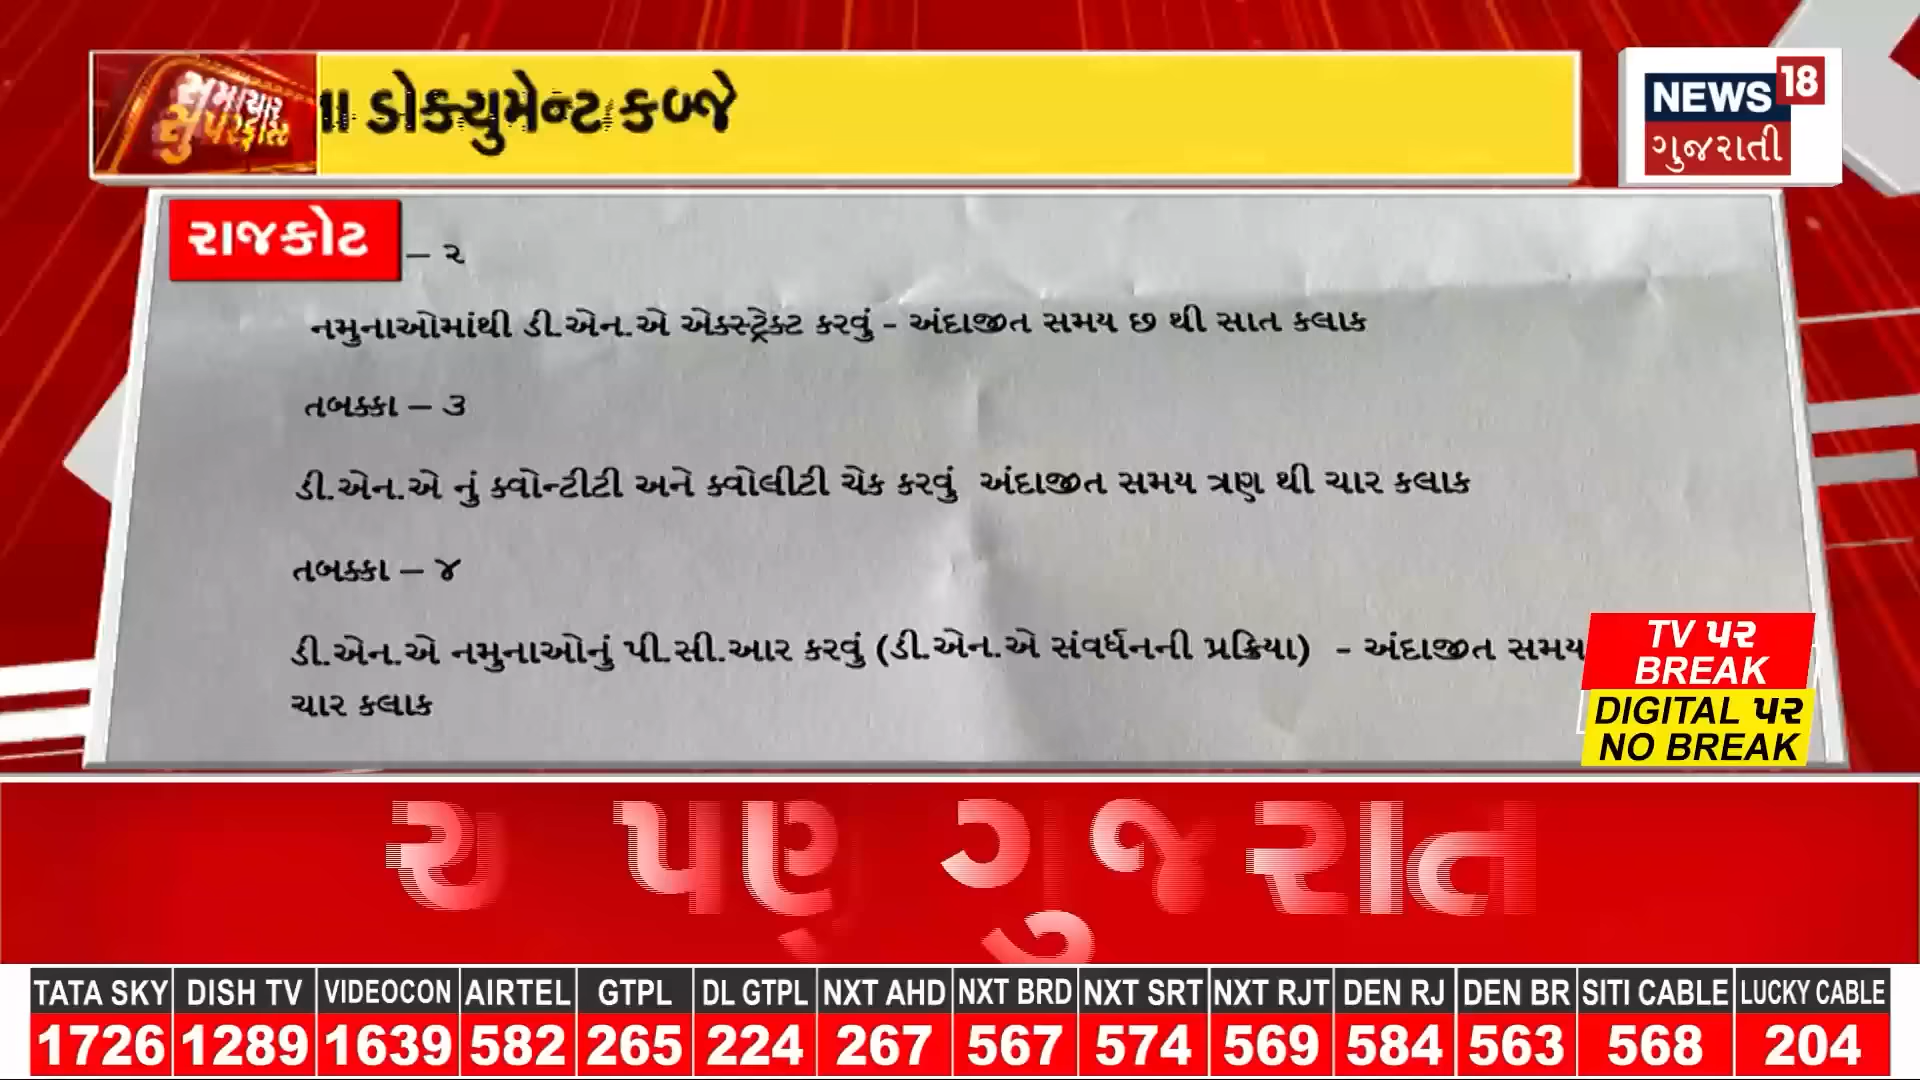 સમાચાર
સુપરફાસ્ટ
ડોક્યુમેન્ટ કબ્જે
NEWS 18
ગુજરાતી
રાજકોટ
– ૨
નમુનાઓમાંથી ડી.એન.એ એક્સ્ટ્રેક્ટ કરવું - અંદાજીત સમય છ થી સાત કલાક
તબક્કા – ૩
ડી.એન.એ નું ક્વોન્ટીટી અને ક્વોલીટી ચેક કરવું અંદાજીત સમય ત્રણ થી ચાર કલાક
તબક્કા – ૪
ડી.એન.એ નમુનાઓનું પી.સી.આર કરવું (ડી.એન.એ સંવર્ધનની પ્રક્રિયા) - અંદાજીત સમય
ચાર કલાક
TV પર
BREAK
DIGITAL પર
NO BREAK
પણ ગુજરાત
TATA SKY DISH TV VIDEOCON AIRTEL GTPL DL GTPL NXT AHD NXT BRD NXT SRT NXT RJT DEN RJ DEN BR SITI CABLE LUCKY CABLE
1726 1289 1639 582 265 224 267 567 574 569 584 563 568 204